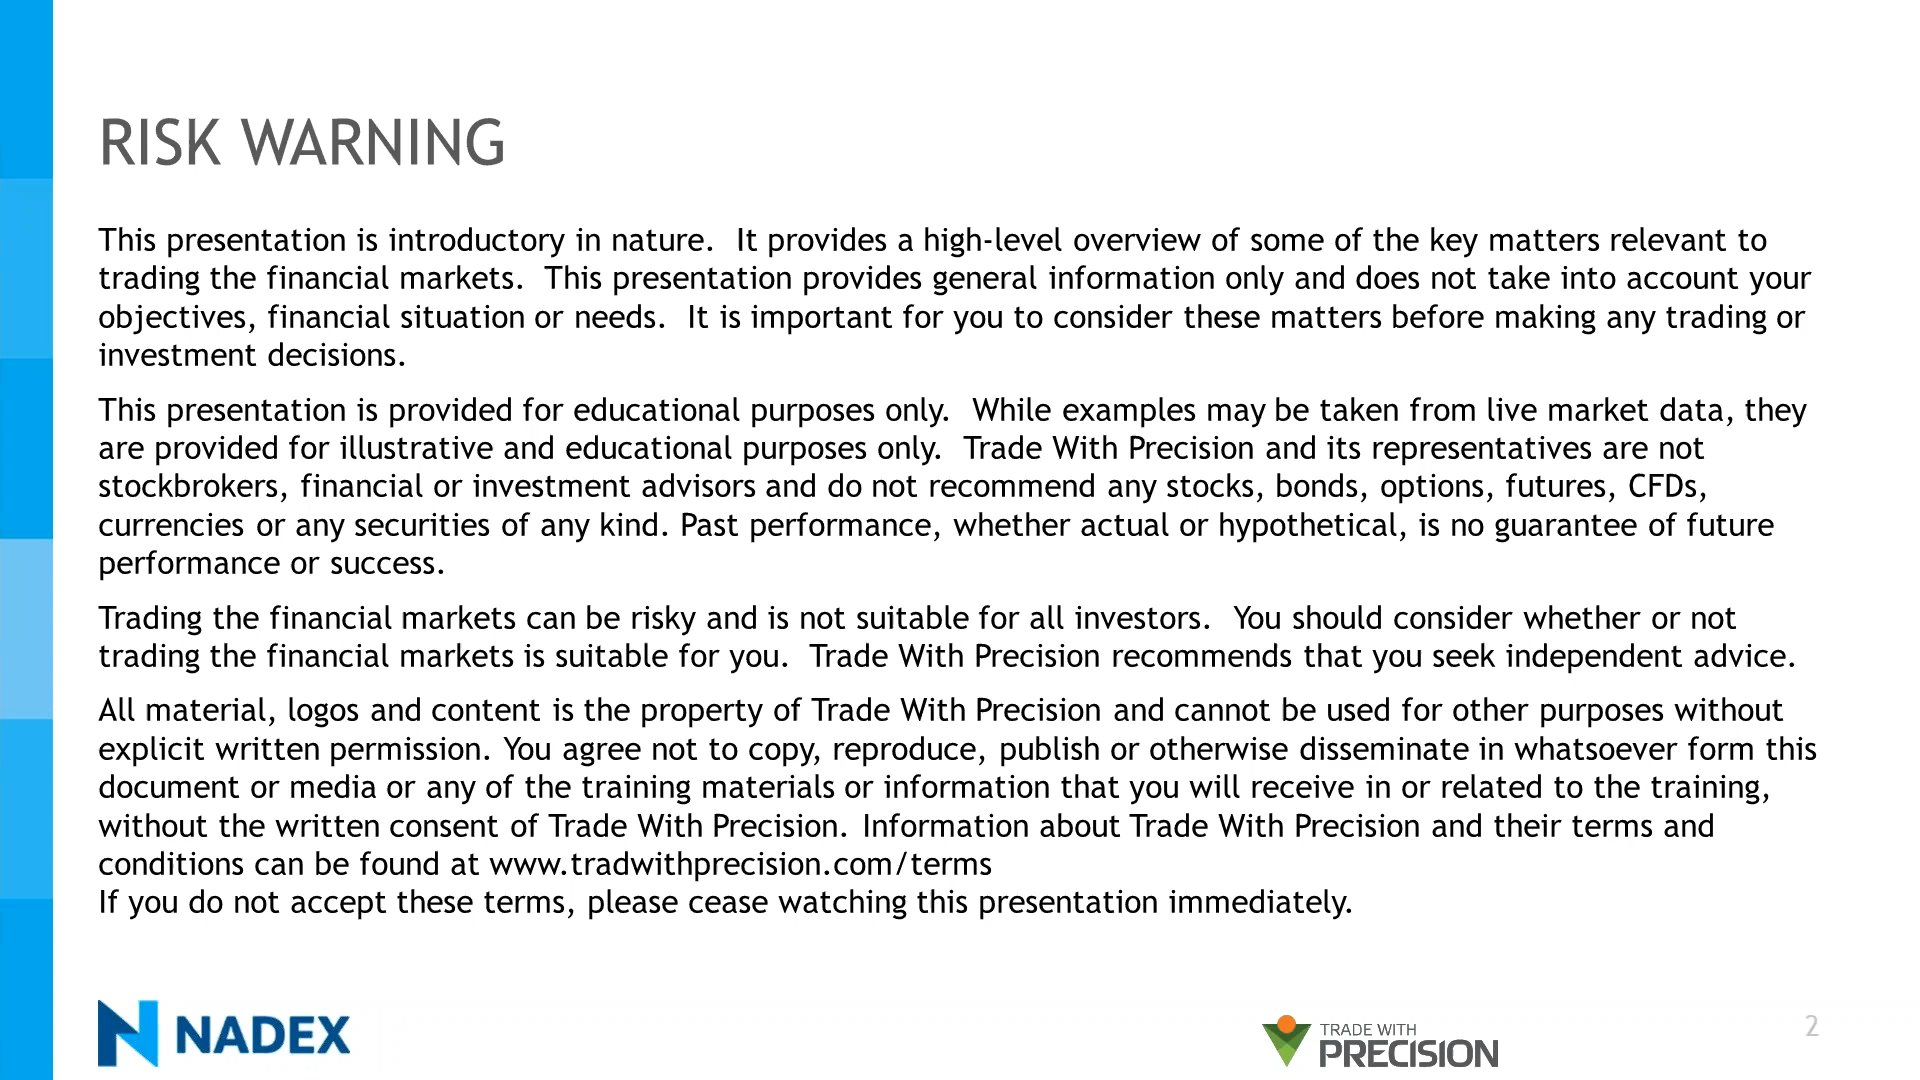 RISK WARNING
This presentation is introductory in nature.  It provides a high-level overview of some of the key matters relevant to
trading the financial markets.  This presentation provides general information only and does not take into account your
objectives, financial situation or needs.  It is important for you to consider these matters before making any trading or
investment decisions.
This presentation is provided for educational purposes only.  While examples may be taken from live market data, they
are provided for illustrative and educational purposes only.  Trade With Precision and its representatives are not
stockbrokers, financial or investment advisors and do not recommend any stocks, bonds, options, futures, CFDs,
currencies or any securities of any kind. Past performance, whether actual or hypothetical, is no guarantee of future
performance or success.
Trading the financial markets can be risky and is not suitable for all investors.  You should consider whether or not
trading the financial markets is suitable for you.  Trade With Precision recommends that you seek independent advice.
All material, logos and content is the property of Trade With Precision and cannot be used for other purposes without
explicit written permission. You agree not to copy, reproduce, publish or otherwise disseminate in whatsoever form this
document or media or any of the training materials or information that you will receive in or related to the training,
without the written consent of Trade With Precision. Information about Trade With Precision and their terms and
conditions can be found at www.tradwithprecision.com/terms
If you do not accept these terms, please cease watching this presentation immediately.
NADEX
TRADE WITH
PRECISION
2